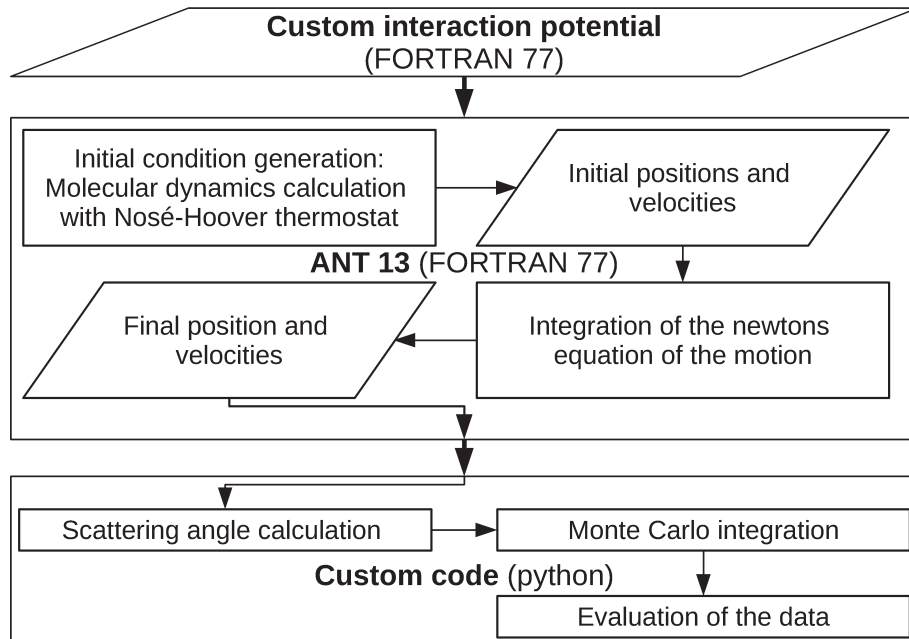 Custom interaction potential
(FORTRAN 77)
Initial condition generation:
Molecular dynamics calculation
with Nosé-Hoover thermostat
Initial positions and
velocities
ANT 13 (FORTRAN 77)
Final position and
velocities
Integration of the newtons
equation of the motion
Scattering angle calculation
Monte Carlo integration
Custom code (python)
Evaluation of the data